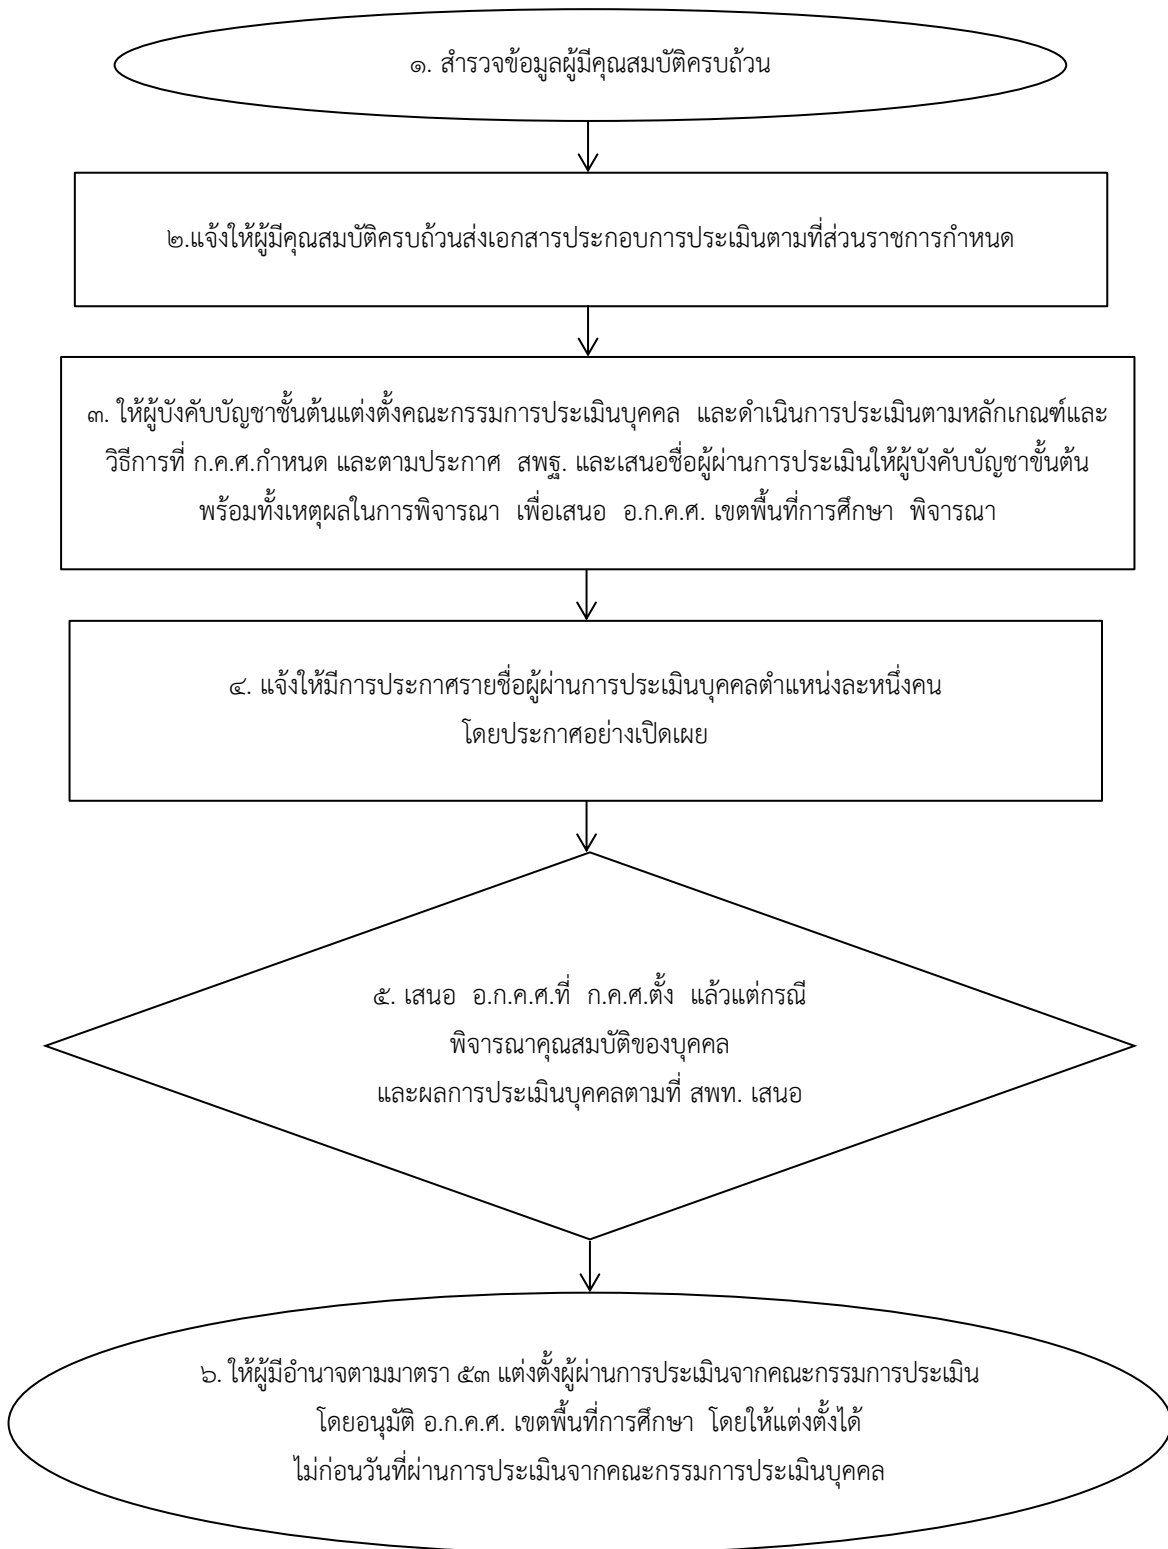 ๑. สำรวจข้อมูลผู้มีคุณสมบัติครบถ้วน
๒.แจ้งให้ผู้มีคุณสมบัติครบถ้วนส่งเอกสารประกอบการประเมินตามที่ส่วนราชการกำหนด
๓. ให้ผู้บังคับบัญชาชั้นต้นแต่งตั้งคณะกรรมการประเมินบุคคล และดำเนินการประเมินตามหลักเกณฑ์และ
วิธีการที่ ก.ค.ศ.กำหนด และตามประกาศ สพฐ. และเสนอชื่อผู้ผ่านการประเมินให้ผู้บังคับบัญชาขั้นต้น
พร้อมทั้งเหตุผลในการพิจารณา เพื่อเสนอ อ.ก.ค.ศ. เขตพื้นที่การศึกษา พิจารณา
๔. แจ้งให้มีการประกาศรายชื่อผู้ผ่านการประเมินบุคคลตำแหน่งละหนึ่งคน
โดยประกาศอย่างเปิดเผย
๕. เสนอ อ.ก.ค.ศ.ที่ ก.ค.ศ.ตั้ง แล้วแต่กรณี
พิจารณาคุณสมบัติของบุคคล
และผลการประเมินบุคคลตามที่ สพท. เสนอ
๖. ให้ผู้มีอำนาจตามมาตรา ๕๓ แต่งตั้งผู้ผ่านการประเมินจากคณะกรรมการประเมิน
โดยอนุมัติ อ.ก.ค.ศ. เขตพื้นที่การศึกษา โดยให้แต่งตั้งได้
ไม่ก่อนวันที่ผ่านการประเมินจากคณะกรรมการประเมินบุคคล